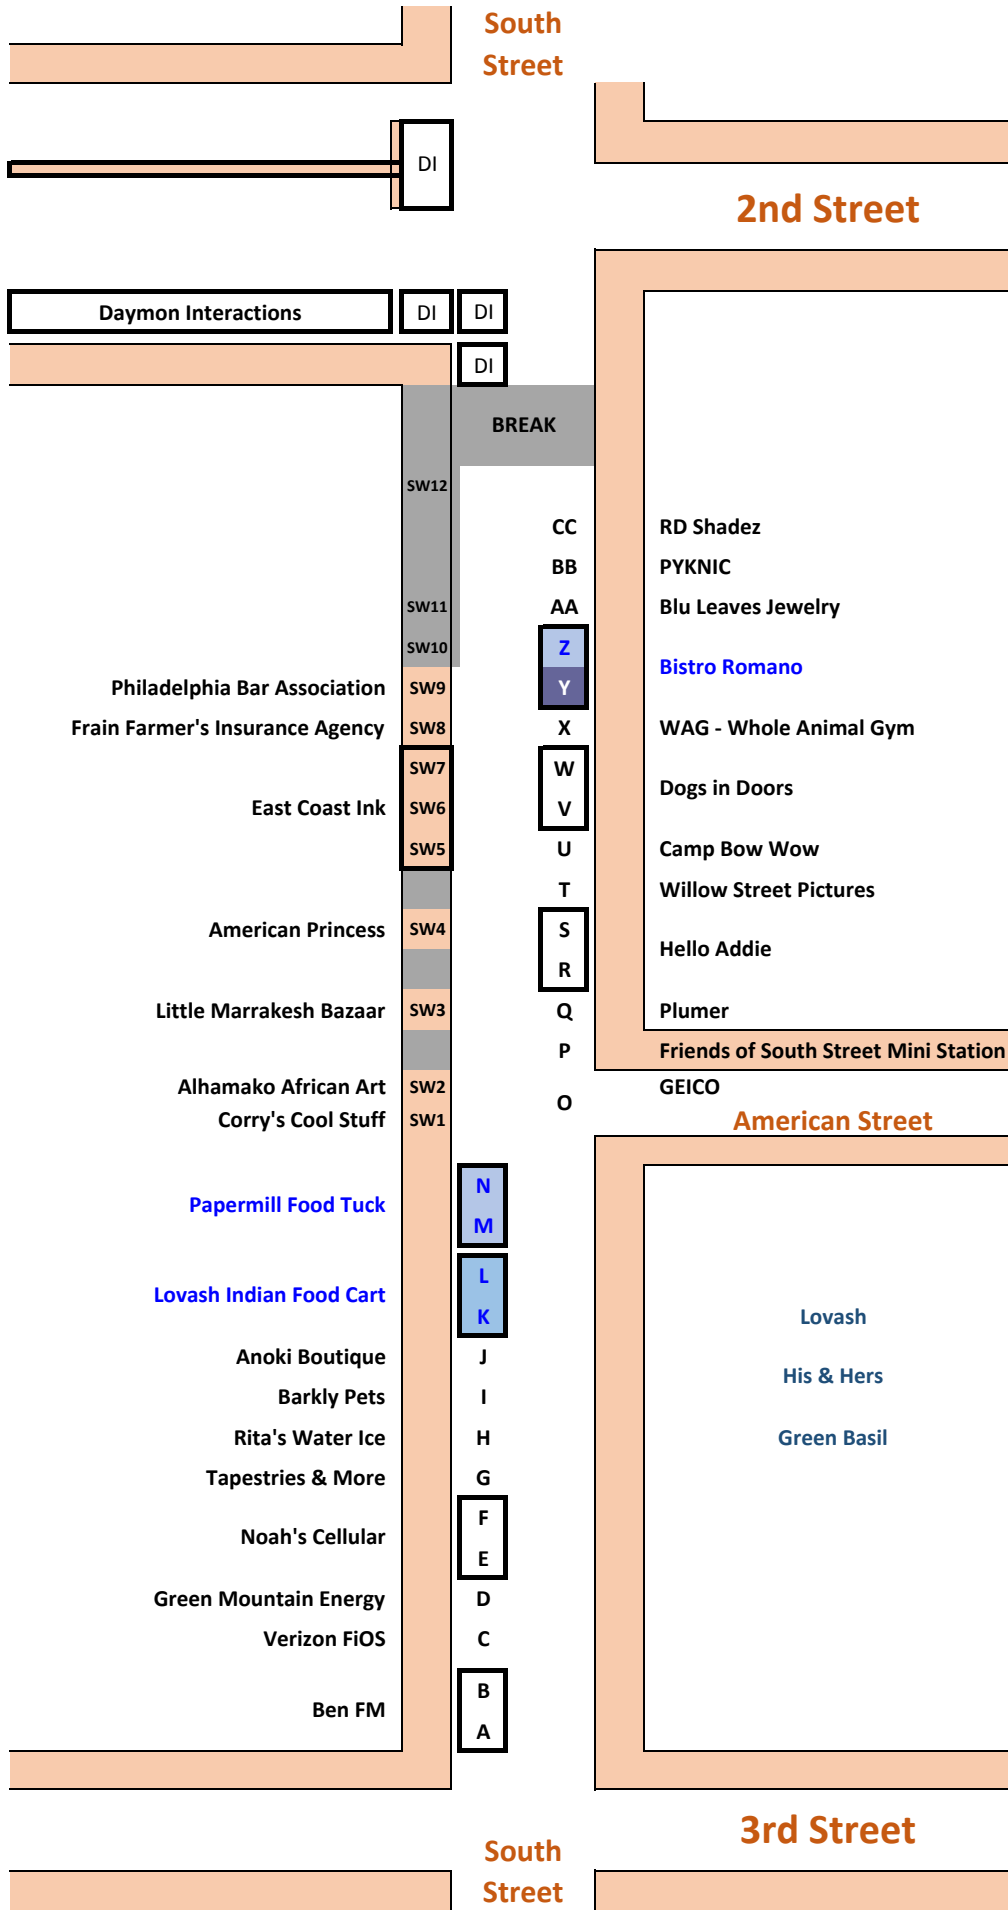 South
Street
DI
2nd Street
Daymon Interactions DI DI
DI
BREAK
SW12
CC RD Shadez
BB PYKNIC
SW11 AA Blu Leaves Jewelry
SW10 Z
Bistro Romano
Philadelphia Bar Association SW9 Y
Frain Farmer's Insurance Agency SW8 X WAG - Whole Animal Gym
SW7 W
Dogs in Doors
East Coast Ink SW6 V
SW5 U Camp Bow Wow
T Willow Street Pictures
American Princess SW4 S
Hello Addie
R
Little Marrakesh Bazaar SW3 Q Plumer
P Friends of South Street Mini Station
Alhamako African Art SW2 GEICO
O
Corry's Cool Stuff SW1 American Street
N
Papermill Food Tuck
M
L
Lovash Indian Food Cart
K Lovash
Anoki Boutique J
His & Hers
Barkly Pets I
Rita's Water Ice H Green Basil
Tapestries & More G
F
Noah's Cellular
E
Green Mountain Energy D
Verizon FiOS C
B
Ben FM
A
3rd Street
South
Street